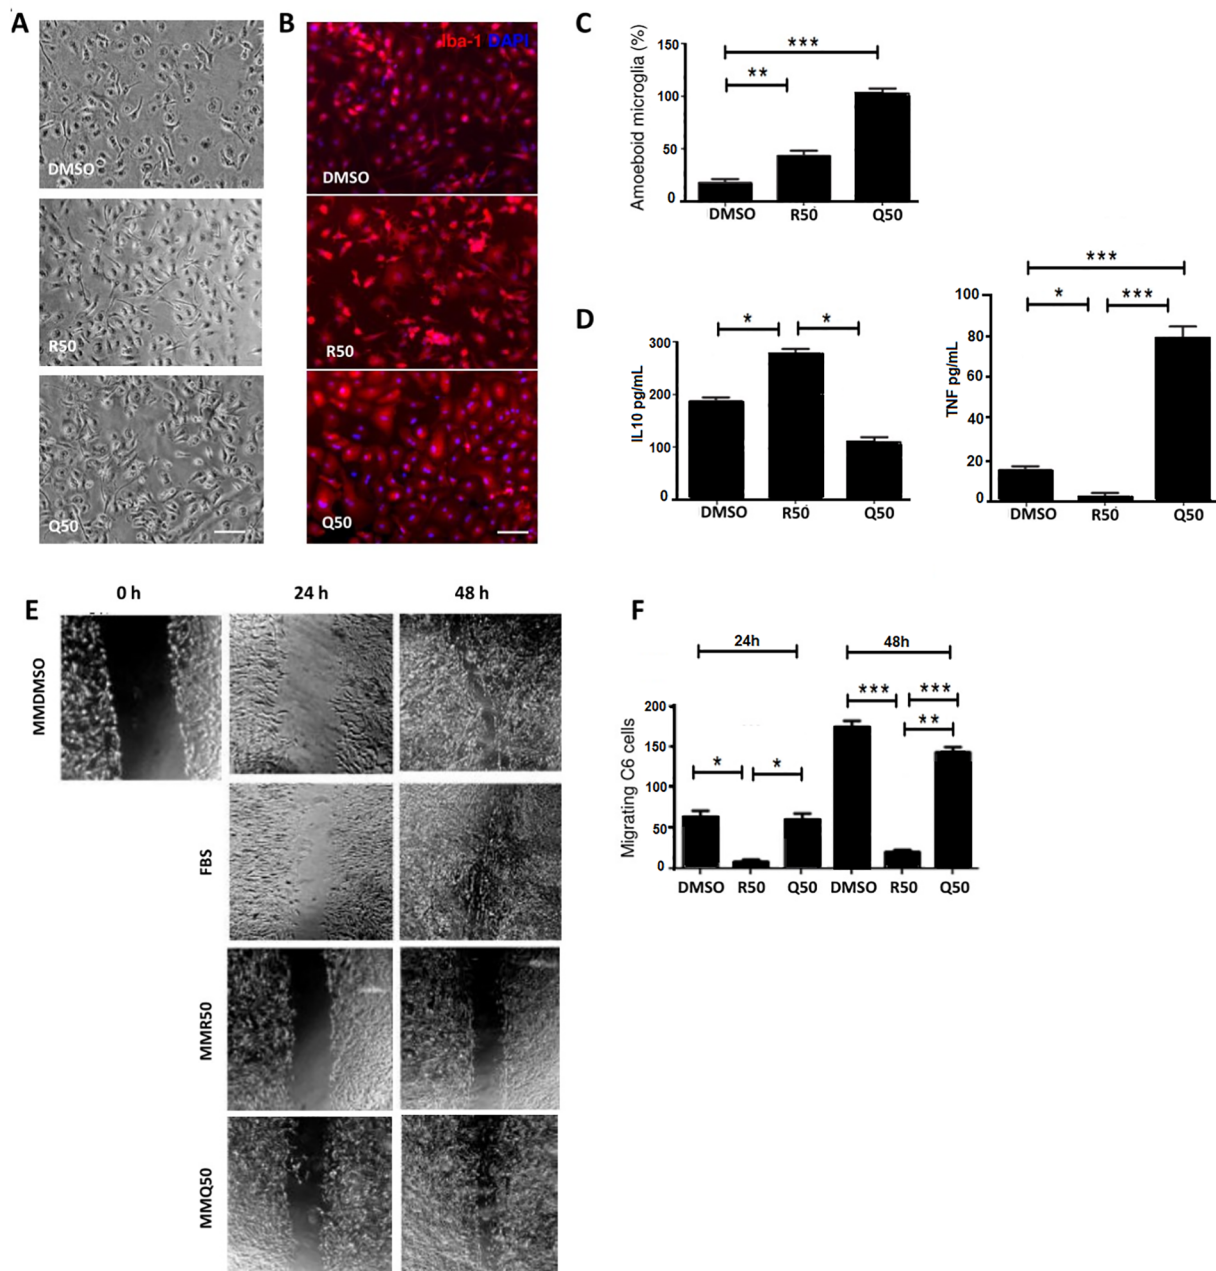 A
DMSO
R50
Q50
B
Iba-1 DAPI
DMSO
R50
Q50
C
Amoeboid microglia (%)
150
100
50
0
***
**
DMSO R50 Q50
D
IL10 pg/mL
300
200
100
0
* *
DMSO R50 Q50
TNF pg/mL
100
80
60
40
20
0
***
* ***
DMSO R50 Q50
E
0 h 24 h 48 h
MMDMSO
FBS
MMR50
MMQ50
F
24h 48h
Migrating C6 cells
200
150
100
50
0
*** ***
**
* *
DMSO R50 Q50 DMSO R50 Q50